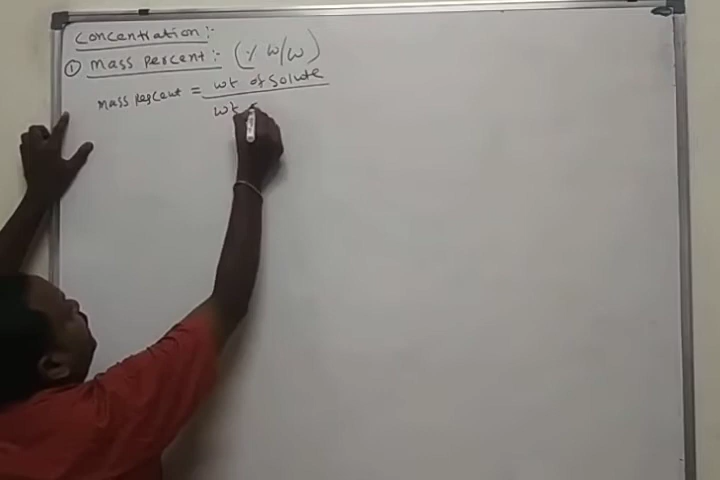 Concentration:-
① Mass Percent:- (% W/W)
wt of Solute
Mass Percent =
wt